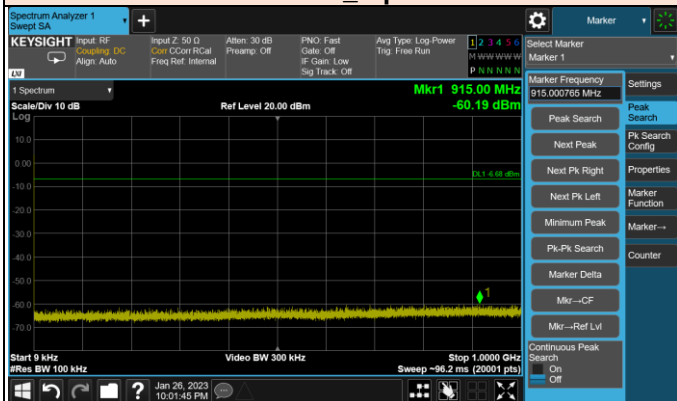 Spectrum Analyzer 1
Swept SA
Marker
KEYSIGHT
Input: RF
Coupling: DC
Align: Auto
Input Z: 50 Ω
Corr CCorr RCal
Freq Ref: Internal
Atten: 30 dB
Preamp: Off
PNO: Fast
Gate: Off
IF Gain: Low
Sig Track: Off
Avg Type: Log-Power
Trig: Free Run
1 2 3 4 5 6
M W W W W W
P N N N N N
LXI
Select Marker
Marker 1
1 Spectrum
Mkr1 915.00 MHz
Scale/Div 10 dB
Ref Level 20.00 dBm
-60.19 dBm
Log
10.0
0.00
DL1 -6.68 dBm
-10.0
-20.0
-30.0
-40.0
-50.0
-60.0
-70.0
1
Start 9 kHz
Video BW 300 kHz
Stop 1.0000 GHz
#Res BW 100 kHz
Sweep ~96.2 ms (20001 pts)
Marker Frequency
915.000765 MHz
Peak Search
Next Peak
Next Pk Right
Next Pk Left
Minimum Peak
Pk-Pk Search
Marker Delta
Mkr→CF
Mkr→Ref Lvl
Continuous Peak
Search
On
Off
Settings
Peak
Search
Pk Search
Config
Properties
Marker
Function
Marker→
Counter
?
Jan 26, 2023
10:01:45 PM